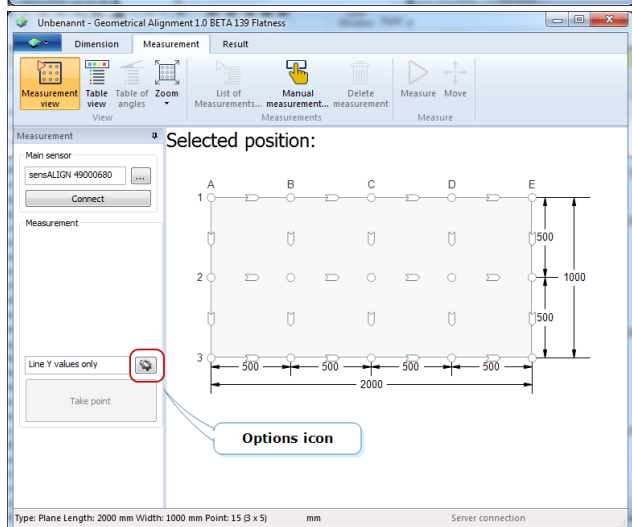 Unbenannt - Geometrical Alignment 1.0 BETA 139 Flatness
Dimension Measurement Result
Measurement view
Table view
Table of angles
Zoom
List of Measurements...
Manual measurement...
Delete measurement
Measure
Move
View Measurements Measure
Measurement
Selected position:
Main sensor
sensALIGN 49000680 ...
Connect
Measurement
A B C D E
1
500
2
1000
500
3
500 500 500 500
2000
Line Y values only
Take point
Options icon
Type: Plane Length: 2000 mm Width: 1000 mm Point: 15 (3 x 5) mm Server connection